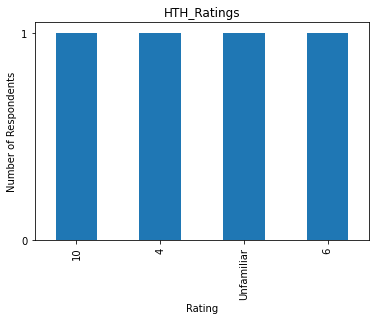 HTH_Ratings
Number of Respondents
1
0
10
4
Unfamiliar
6
Rating